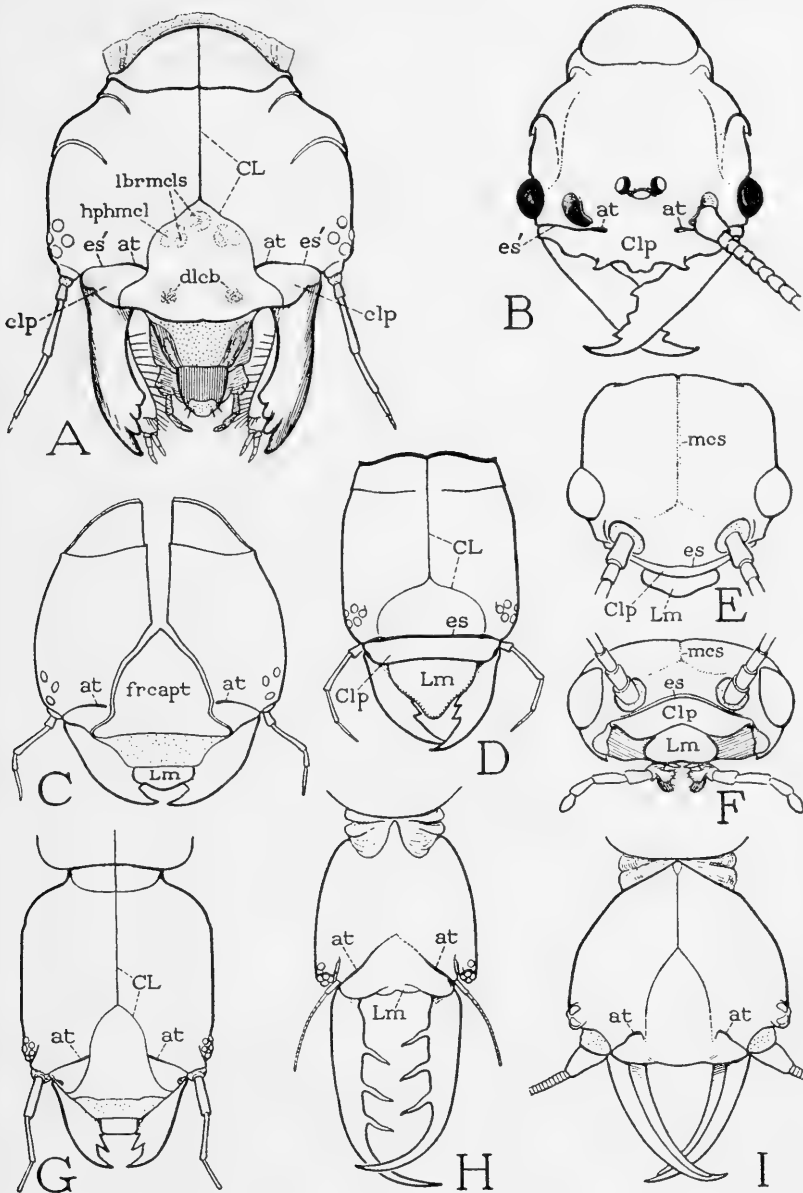 CL
lbrmcls
hphmcl
es' at at es'
dlcb
clp clp
A
at at
es'
Clp
B
mcs
es
Clp
Lm
E
CL
es
Clp
Lm
D
at at
frcapt
Lm
C
mcs
es
Clp
Lm
F
CL
at at
G
at at
Lm
H
at at
I